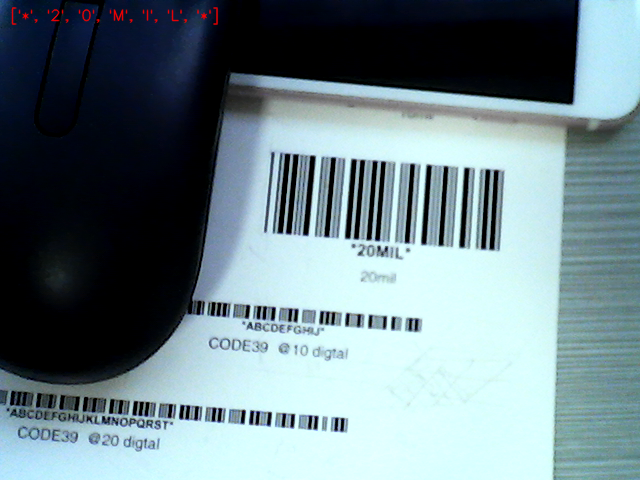 ['*', '2', '0', 'M', 'I', 'L', '*']
*20MIL*
20mil
*ABCDEFGHIJ*
CODE39 @10 digtal
*ABCDEFGHIJKLMNOPQRST*
CODE39 @20 digtal